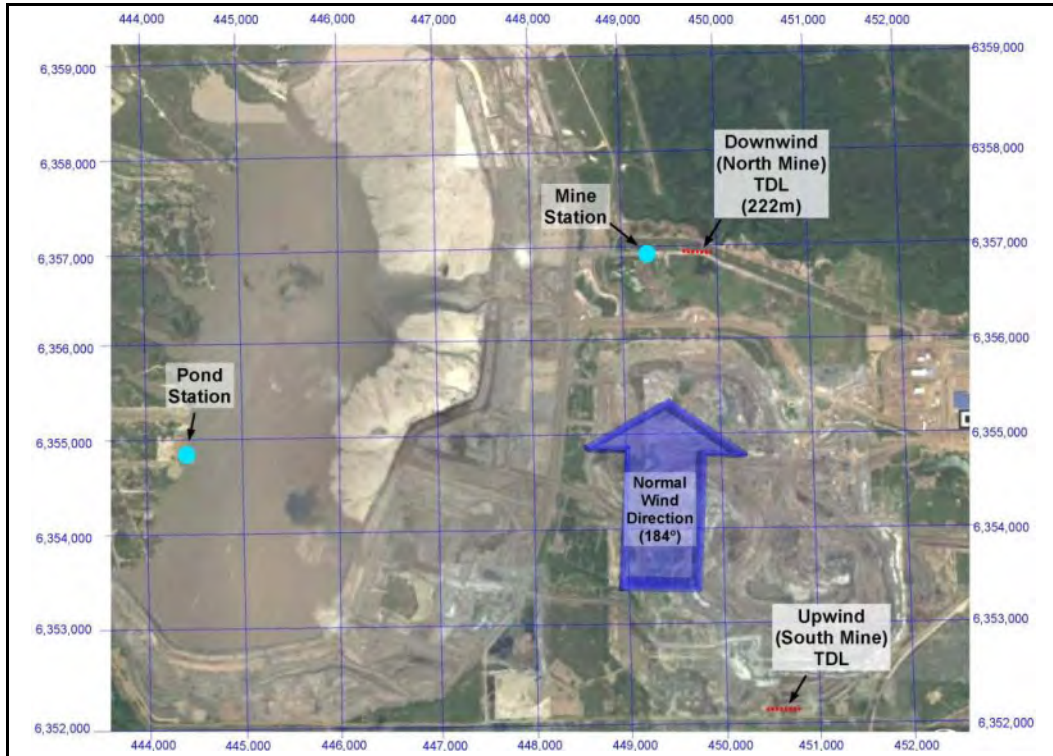 444,000 445,000 446,000 447,000 448,000 449,000 450,000 451,000 452,000
6,359,000
6,359,000
6,358,000
6,358,000
Downwind
(North Mine)
TDL
(222m)
Mine
Station
6,357,000
6,357,000
6,356,000
6,356,000
Pond
Station
6,355,000
6,355,000
Normal
Wind
Direction
(184º)
6,354,000
6,354,000
6,353,000
6,353,000
Upwind
(South Mine)
TDL
6,352,000
6,352,000
444,000 445,000 446,000 447,000 448,000 449,000 450,000 451,000 452,000